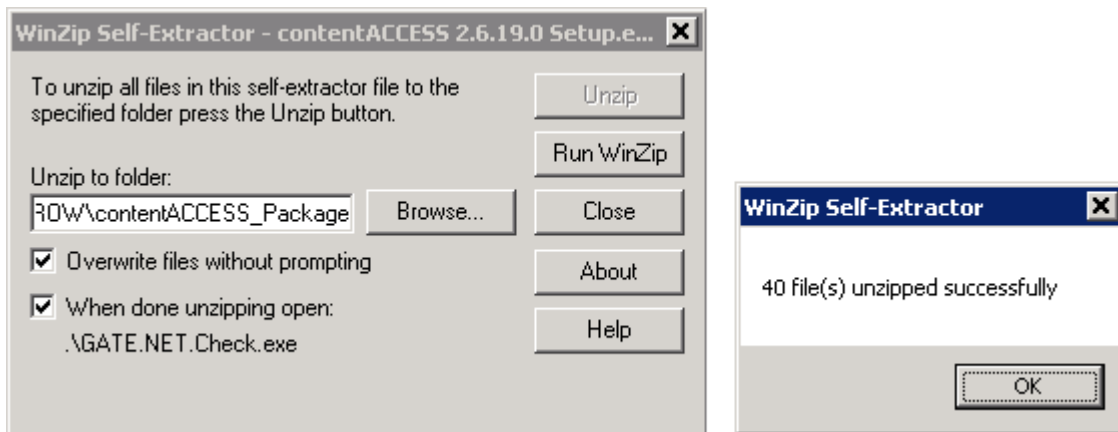 WinZip Self-Extractor - contentACCESS 2.6.19.0 Setup.e...
To unzip all files in this self-extractor file to the
specified folder press the Unzip button.
Unzip to folder:
ROW\contentACCESS_Package
Browse...
Overwrite files without prompting
When done unzipping open:
.\GATE.NET.Check.exe
Unzip
Run WinZip
Close
About
Help
WinZip Self-Extractor
40 file(s) unzipped successfully
OK